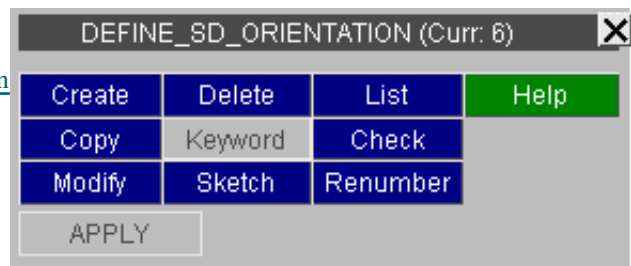 DEFINE_SD_ORIENTATION (Curr: 6) X
m
Create Delete List Help
Copy Keyword Check
Modify Sketch Renumber
APPLY